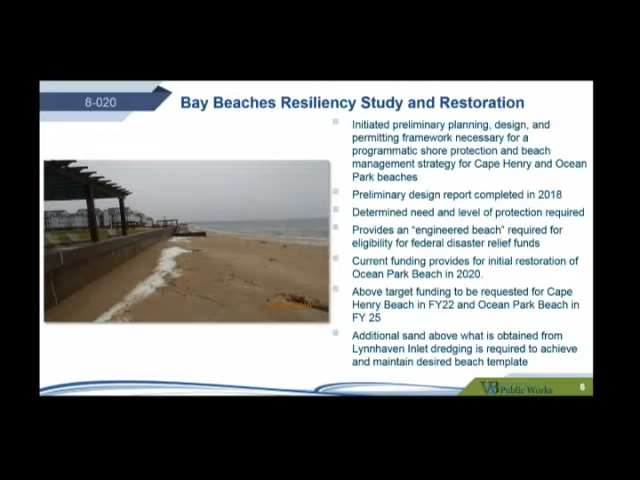 8-020
Bay Beaches Resiliency Study and Restoration
Initiated preliminary planning, design, and
permitting framework necessary for a
programmatic shore protection and beach
management strategy for Cape Henry and Ocean
Park beaches
Preliminary design report completed in 2018
Determined need and level of protection required
Provides an "engineered beach" required for
eligibility for federal disaster relief funds
Current funding provides for initial restoration of
Ocean Park Beach in 2020.
Above target funding to be requested for Cape
Henry Beach in FY22 and Ocean Park Beach in
FY 25
Additional sand above what is obtained from
Lynnhaven Inlet dredging is required to achieve
and maintain desired beach template
VB Public Works
6